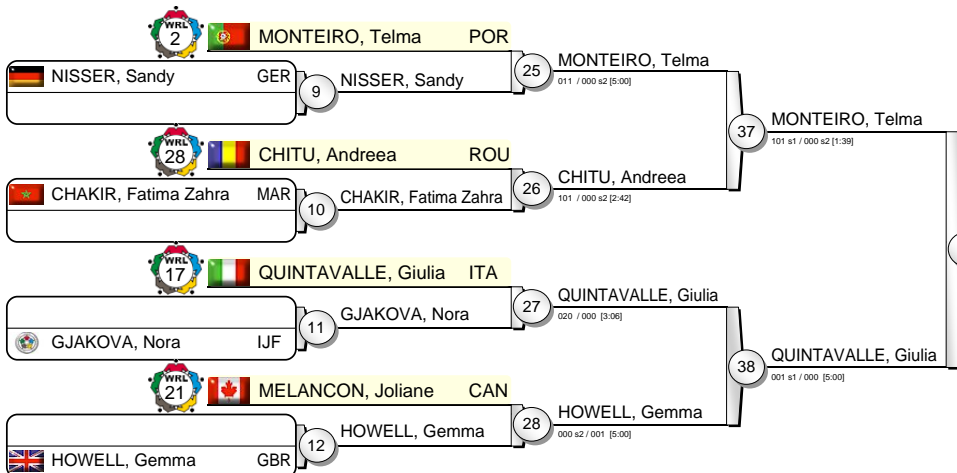 WRL
2
MONTEIRO, Telma POR
NISSER, Sandy GER
9
NISSER, Sandy
25
MONTEIRO, Telma
011 / 000 s2 [5:00]
37
MONTEIRO, Telma
101 s1 / 000 s2 [1:39]
WRL
28
CHITU, Andreea ROU
CHAKIR, Fatima Zahra MAR
10
CHAKIR, Fatima Zahra
26
CHITU, Andreea
101 / 000 s2 [2:42]
WRL
17
QUINTAVALLE, Giulia ITA
GJAKOVA, Nora IJF
11
GJAKOVA, Nora
27
QUINTAVALLE, Giulia
020 / 000 [3:06]
38
QUINTAVALLE, Giulia
001 s1 / 000 [5:00]
WRL
21
MELANCON, Joliane CAN
HOWELL, Gemma GBR
12
HOWELL, Gemma
28
HOWELL, Gemma
000 s2 / 001 [5:00]